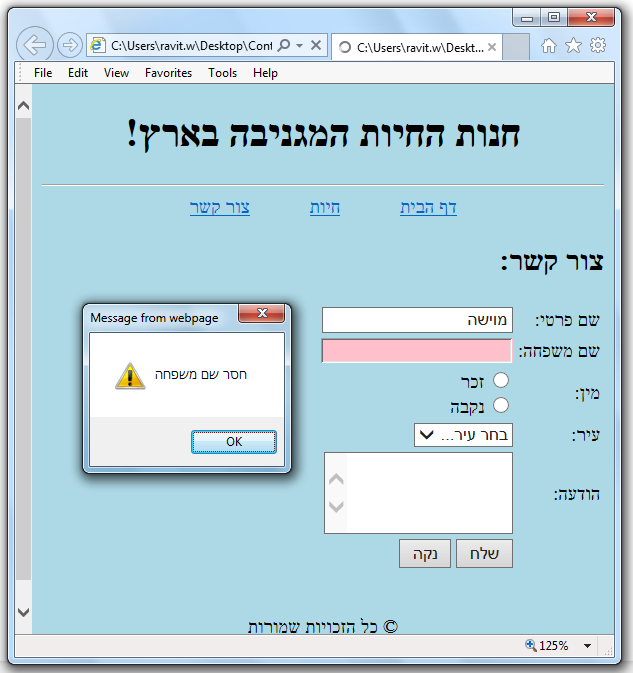 C:\Users\ravit.w\Desktop\Cont
C:\Users\ravit.w\Deskt...
File Edit View Favorites Tools Help
חנות החיות המגניבה בארץ!
דף הבית חיות צור קשר
צור קשר:
שם פרטי: מוישה
שם משפחה:
מין: זכר
נקבה
עיר: בחר עיר...
הודעה:
שלח נקה
Message from webpage
חסר שם משפחה
OK
© כל הזכויות שמורות
125%